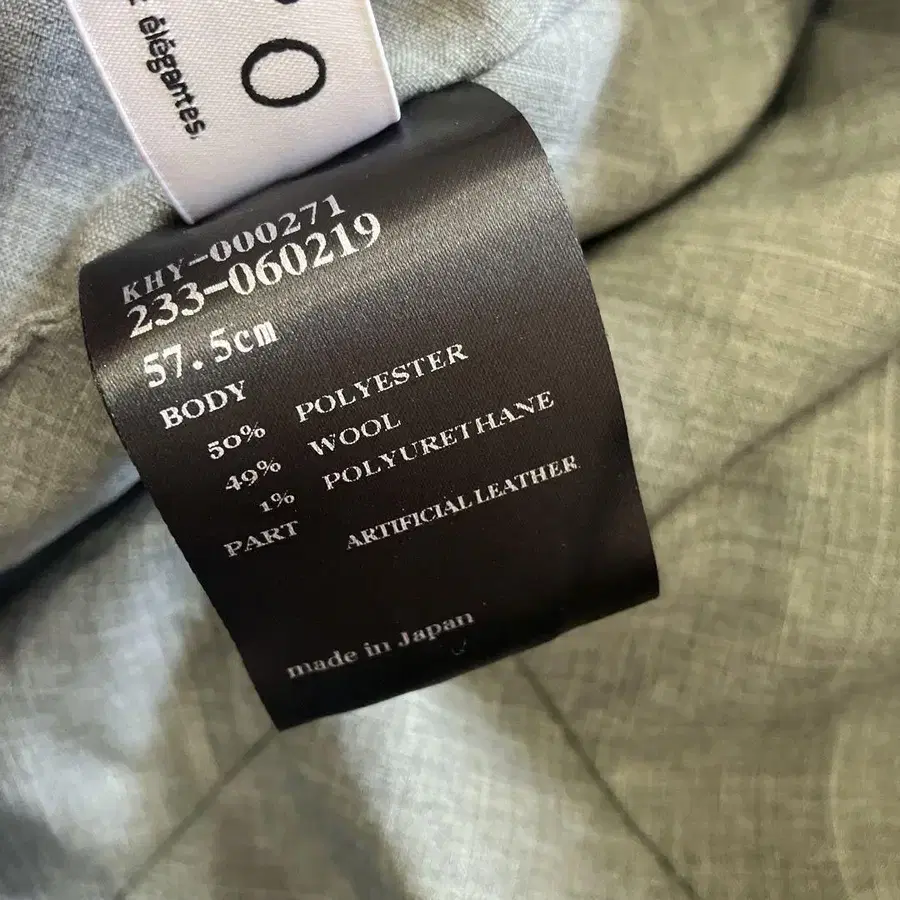 O
élégantes
KHY-000271
233-060219
57.5cm
BODY
50% POLYESTER
49% WOOL
1% POLYURETHANE
PART ARTIFICIAL LEATHER
made in Japan